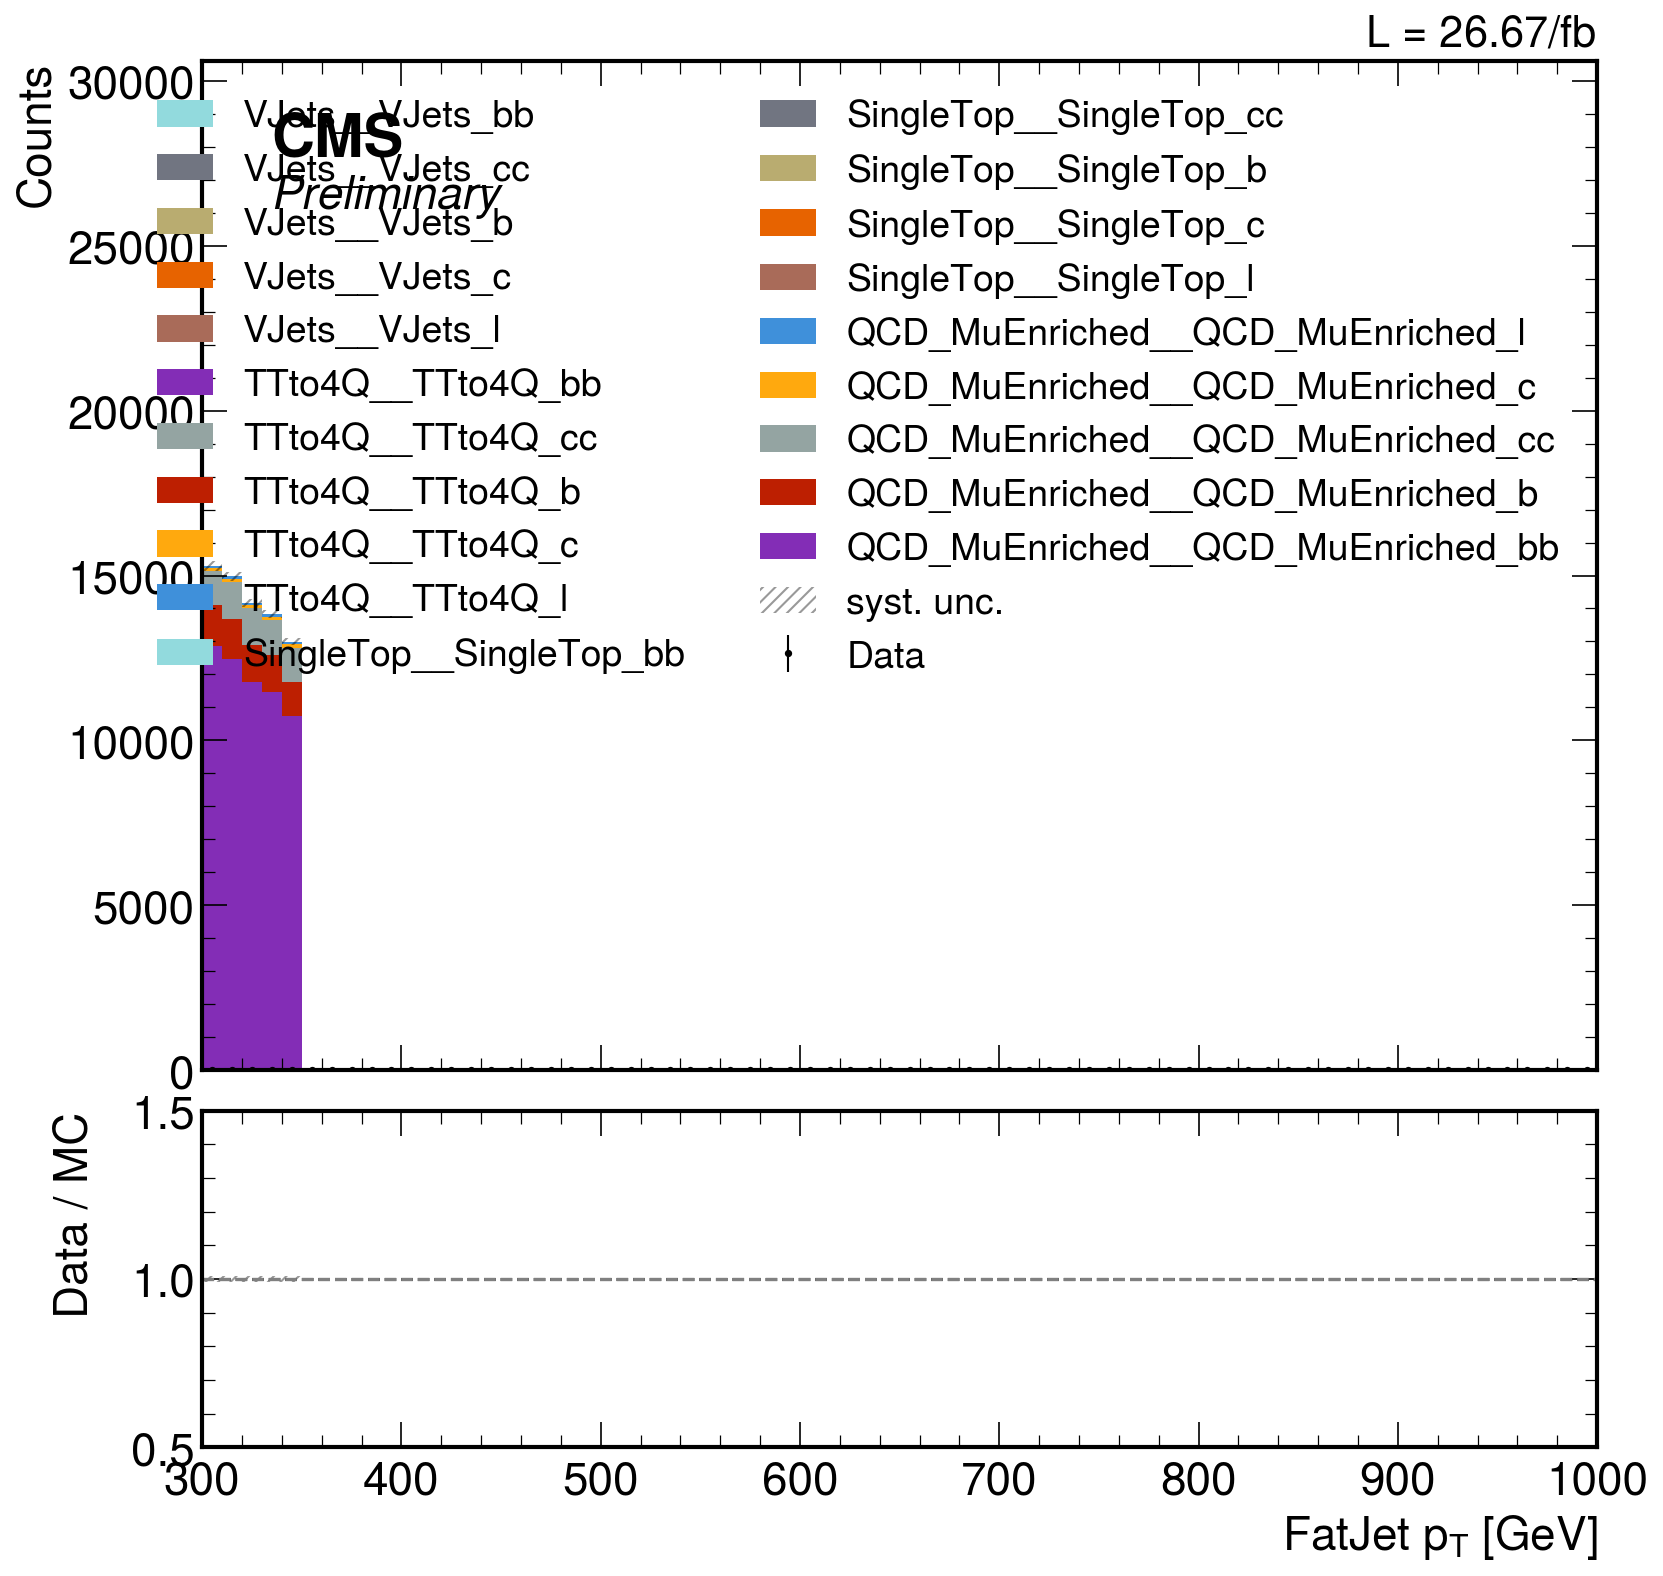 L = 26.67/fb
Counts
30000
25000
20000
15000
10000
5000
0
CMS
Preliminary
VJets__VJets_bb
VJets__VJets_cc
VJets__VJets_b
VJets__VJets_c
VJets__VJets_l
TTto4Q__TTto4Q_bb
TTto4Q__TTto4Q_cc
TTto4Q__TTto4Q_b
TTto4Q__TTto4Q_c
TTto4Q__TTto4Q_l
SingleTop__SingleTop_bb
SingleTop__SingleTop_cc
SingleTop__SingleTop_b
SingleTop__SingleTop_c
SingleTop__SingleTop_l
QCD_MuEnriched__QCD_MuEnriched_l
QCD_MuEnriched__QCD_MuEnriched_c
QCD_MuEnriched__QCD_MuEnriched_cc
QCD_MuEnriched__QCD_MuEnriched_b
QCD_MuEnriched__QCD_MuEnriched_bb
syst. unc.
Data
Data / MC
1.5
1.0
0.5
300 400 500 600 700 800 900 1000
FatJet p_T [GeV]